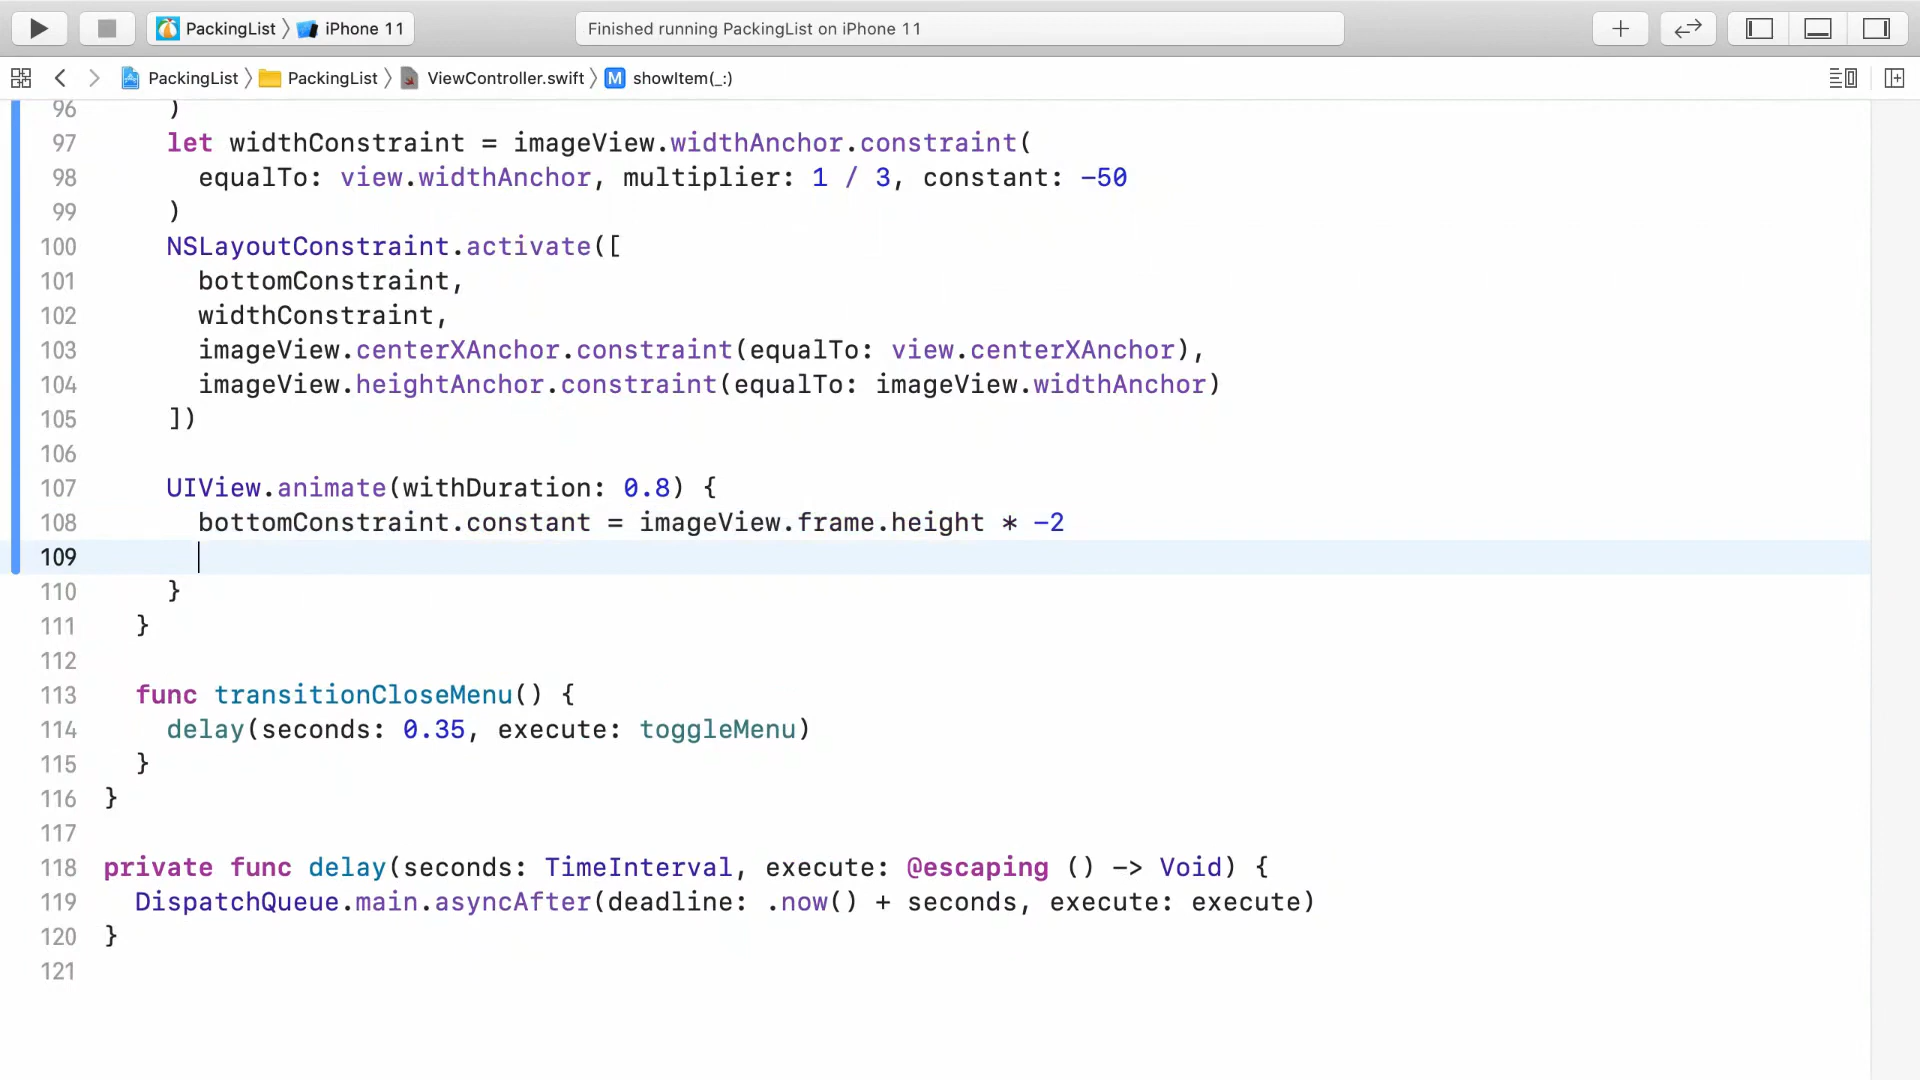 PackingList 〉 iPhone 11
Finished running PackingList on iPhone 11
PackingList 〉 PackingList 〉 ViewController.swift 〉 M showItem(_:)
96 )
97 let widthConstraint = imageView.widthAnchor.constraint(
98 equalTo: view.widthAnchor, multiplier: 1 / 3, constant: -50
99 )
100 NSLayoutConstraint.activate([
101 bottomConstraint,
102 widthConstraint,
103 imageView.centerXAnchor.constraint(equalTo: view.centerXAnchor),
104 imageView.heightAnchor.constraint(equalTo: imageView.widthAnchor)
105 ])
106
107 UIView.animate(withDuration: 0.8) {
108 bottomConstraint.constant = imageView.frame.height * -2
109
110 }
111 }
112
113 func transitionCloseMenu() {
114 delay(seconds: 0.35, execute: toggleMenu)
115 }
116 }
117
118 private func delay(seconds: TimeInterval, execute: @escaping () -> Void) {
119 DispatchQueue.main.asyncAfter(deadline: .now() + seconds, execute: execute)
120 }
121